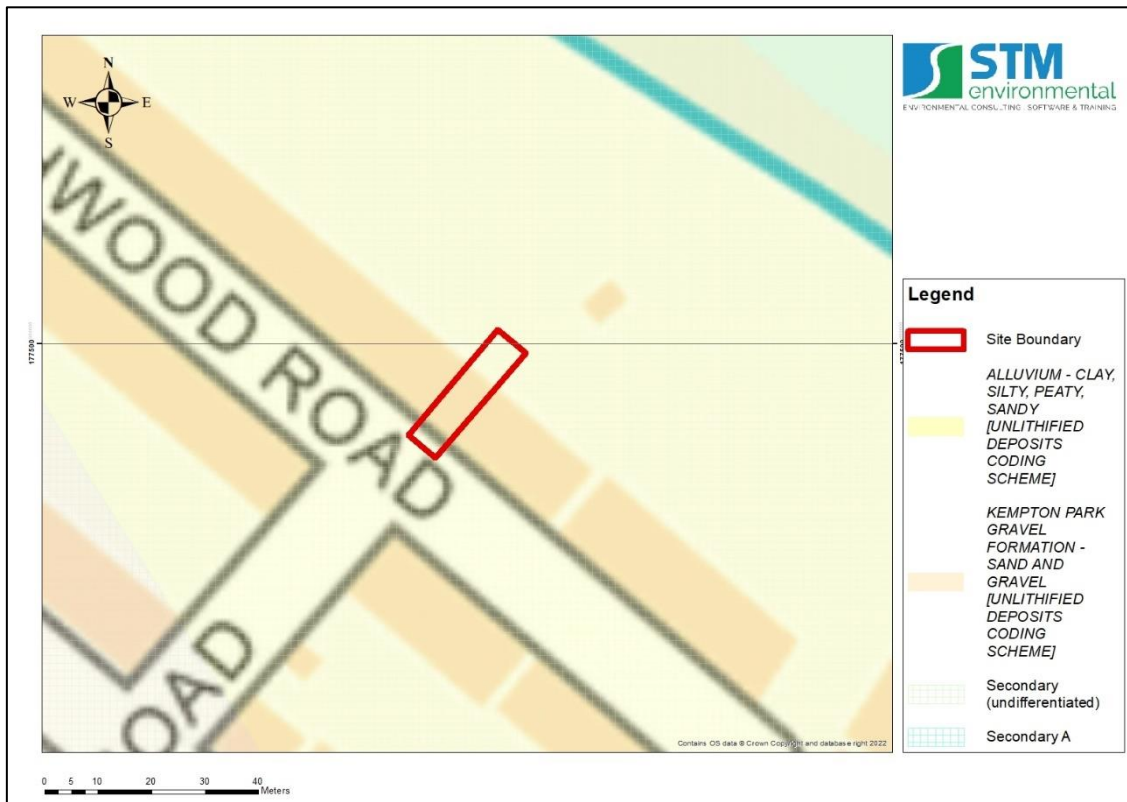 N
W E
S
STM
environmental
ENVIRONMENTAL CONSULTING SOFTWARE & TRAINING
WOOD ROAD
ROAD
177500
Legend
Site Boundary
ALLUVIUM - CLAY,
SILTY, PEATY,
SANDY
[UNLITHIFIED
DEPOSITS
CODING
SCHEME]
KEMPTON PARK
GRAVEL
FORMATION -
SAND AND
GRAVEL
[UNLITHIFIED
DEPOSITS
CODING
SCHEME]
Secondary
(undifferentiated)
Secondary A
Contains OS data © Crown Copyright and database right 2022
0 5 10 20 30 40
Meters